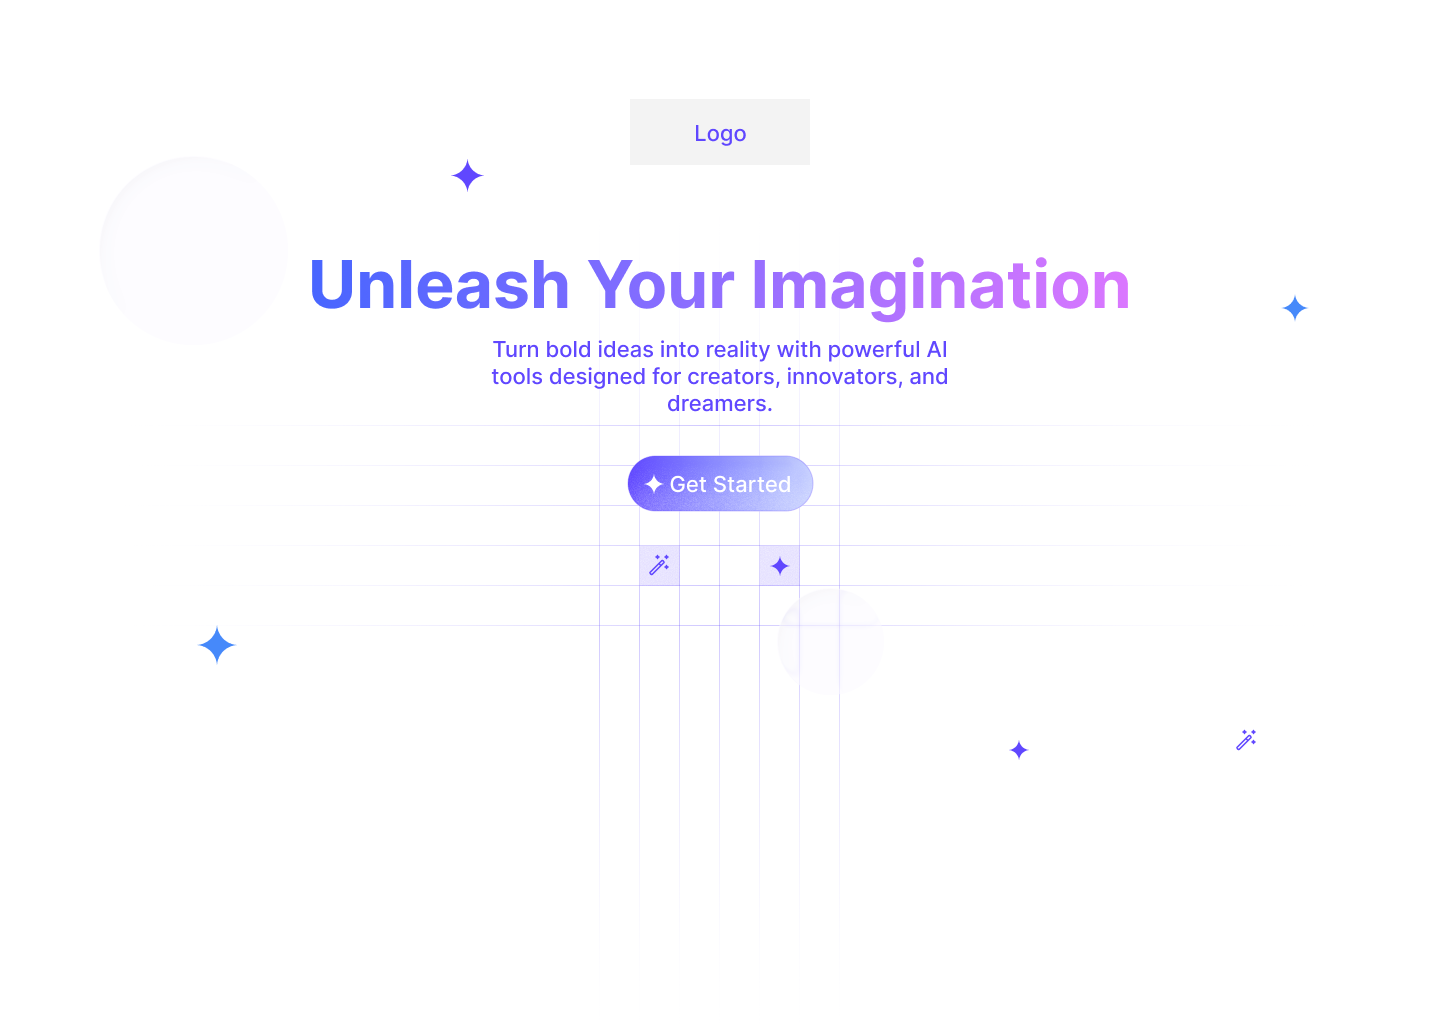 Logo
Unleash Your Imagination
Turn bold ideas into reality with powerful AI
tools designed for creators, innovators, and
dreamers.
Get Started